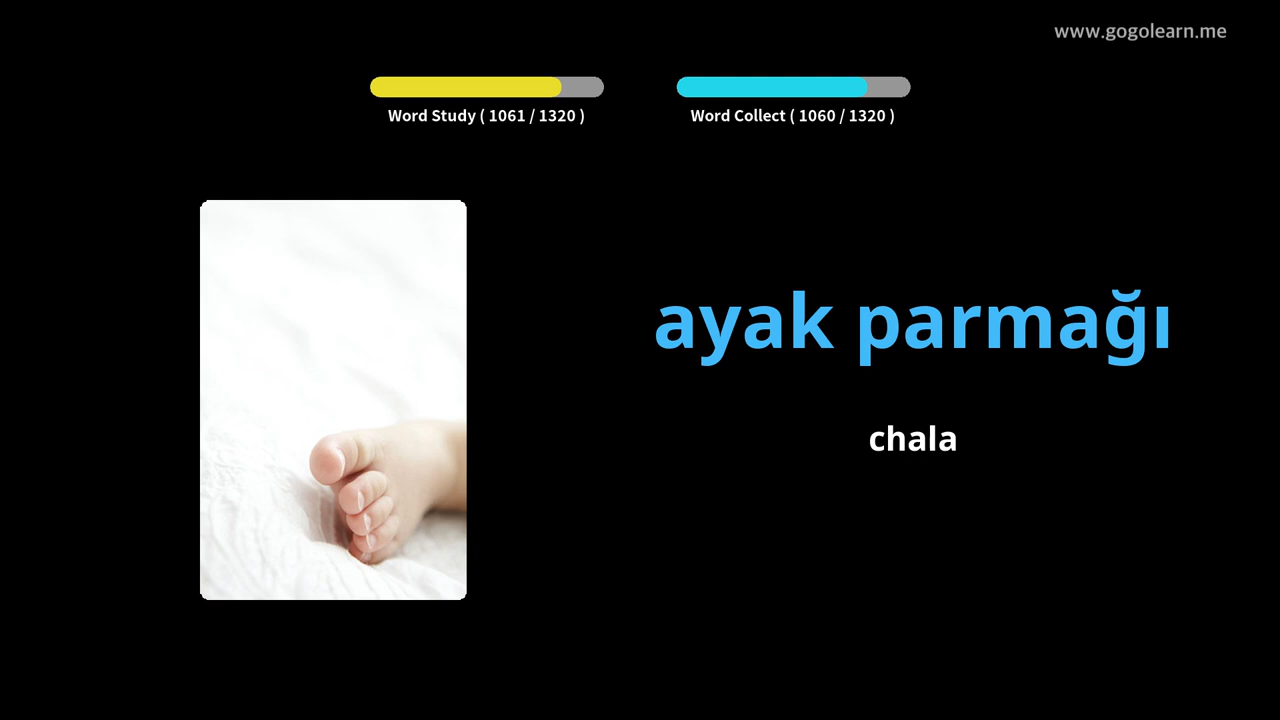 www.gogolearn.me
Word Study ( 1061 / 1320 )
Word Collect ( 1060 / 1320 )
ayak parmağı
chala